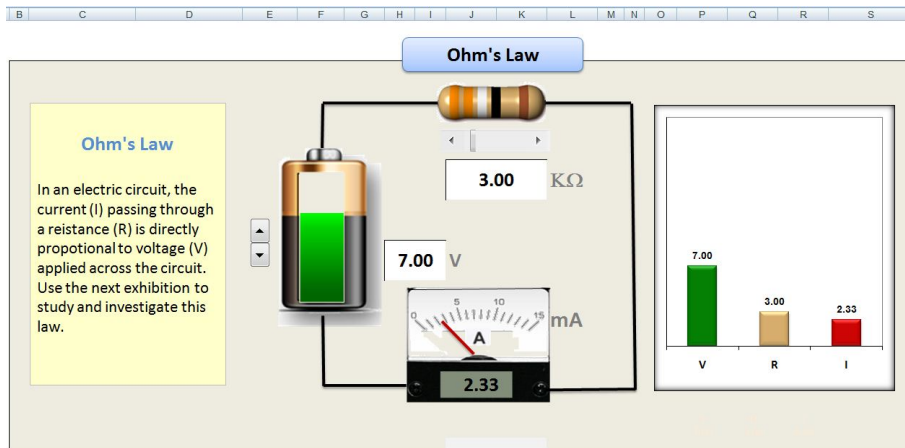 B C D E F G H I J K L M N O P Q R S
Ohm's Law
Ohm's Law
In an electric circuit, the
current (I) passing through
a reistance (R) is directly
propotional to voltage (V)
applied across the circuit.
Use the next exhibition to
study and investigate this
law.
3.00 KΩ
7.00 V
0 5 10 15 mA
A
2.33
7.00
3.00
2.33
V R I